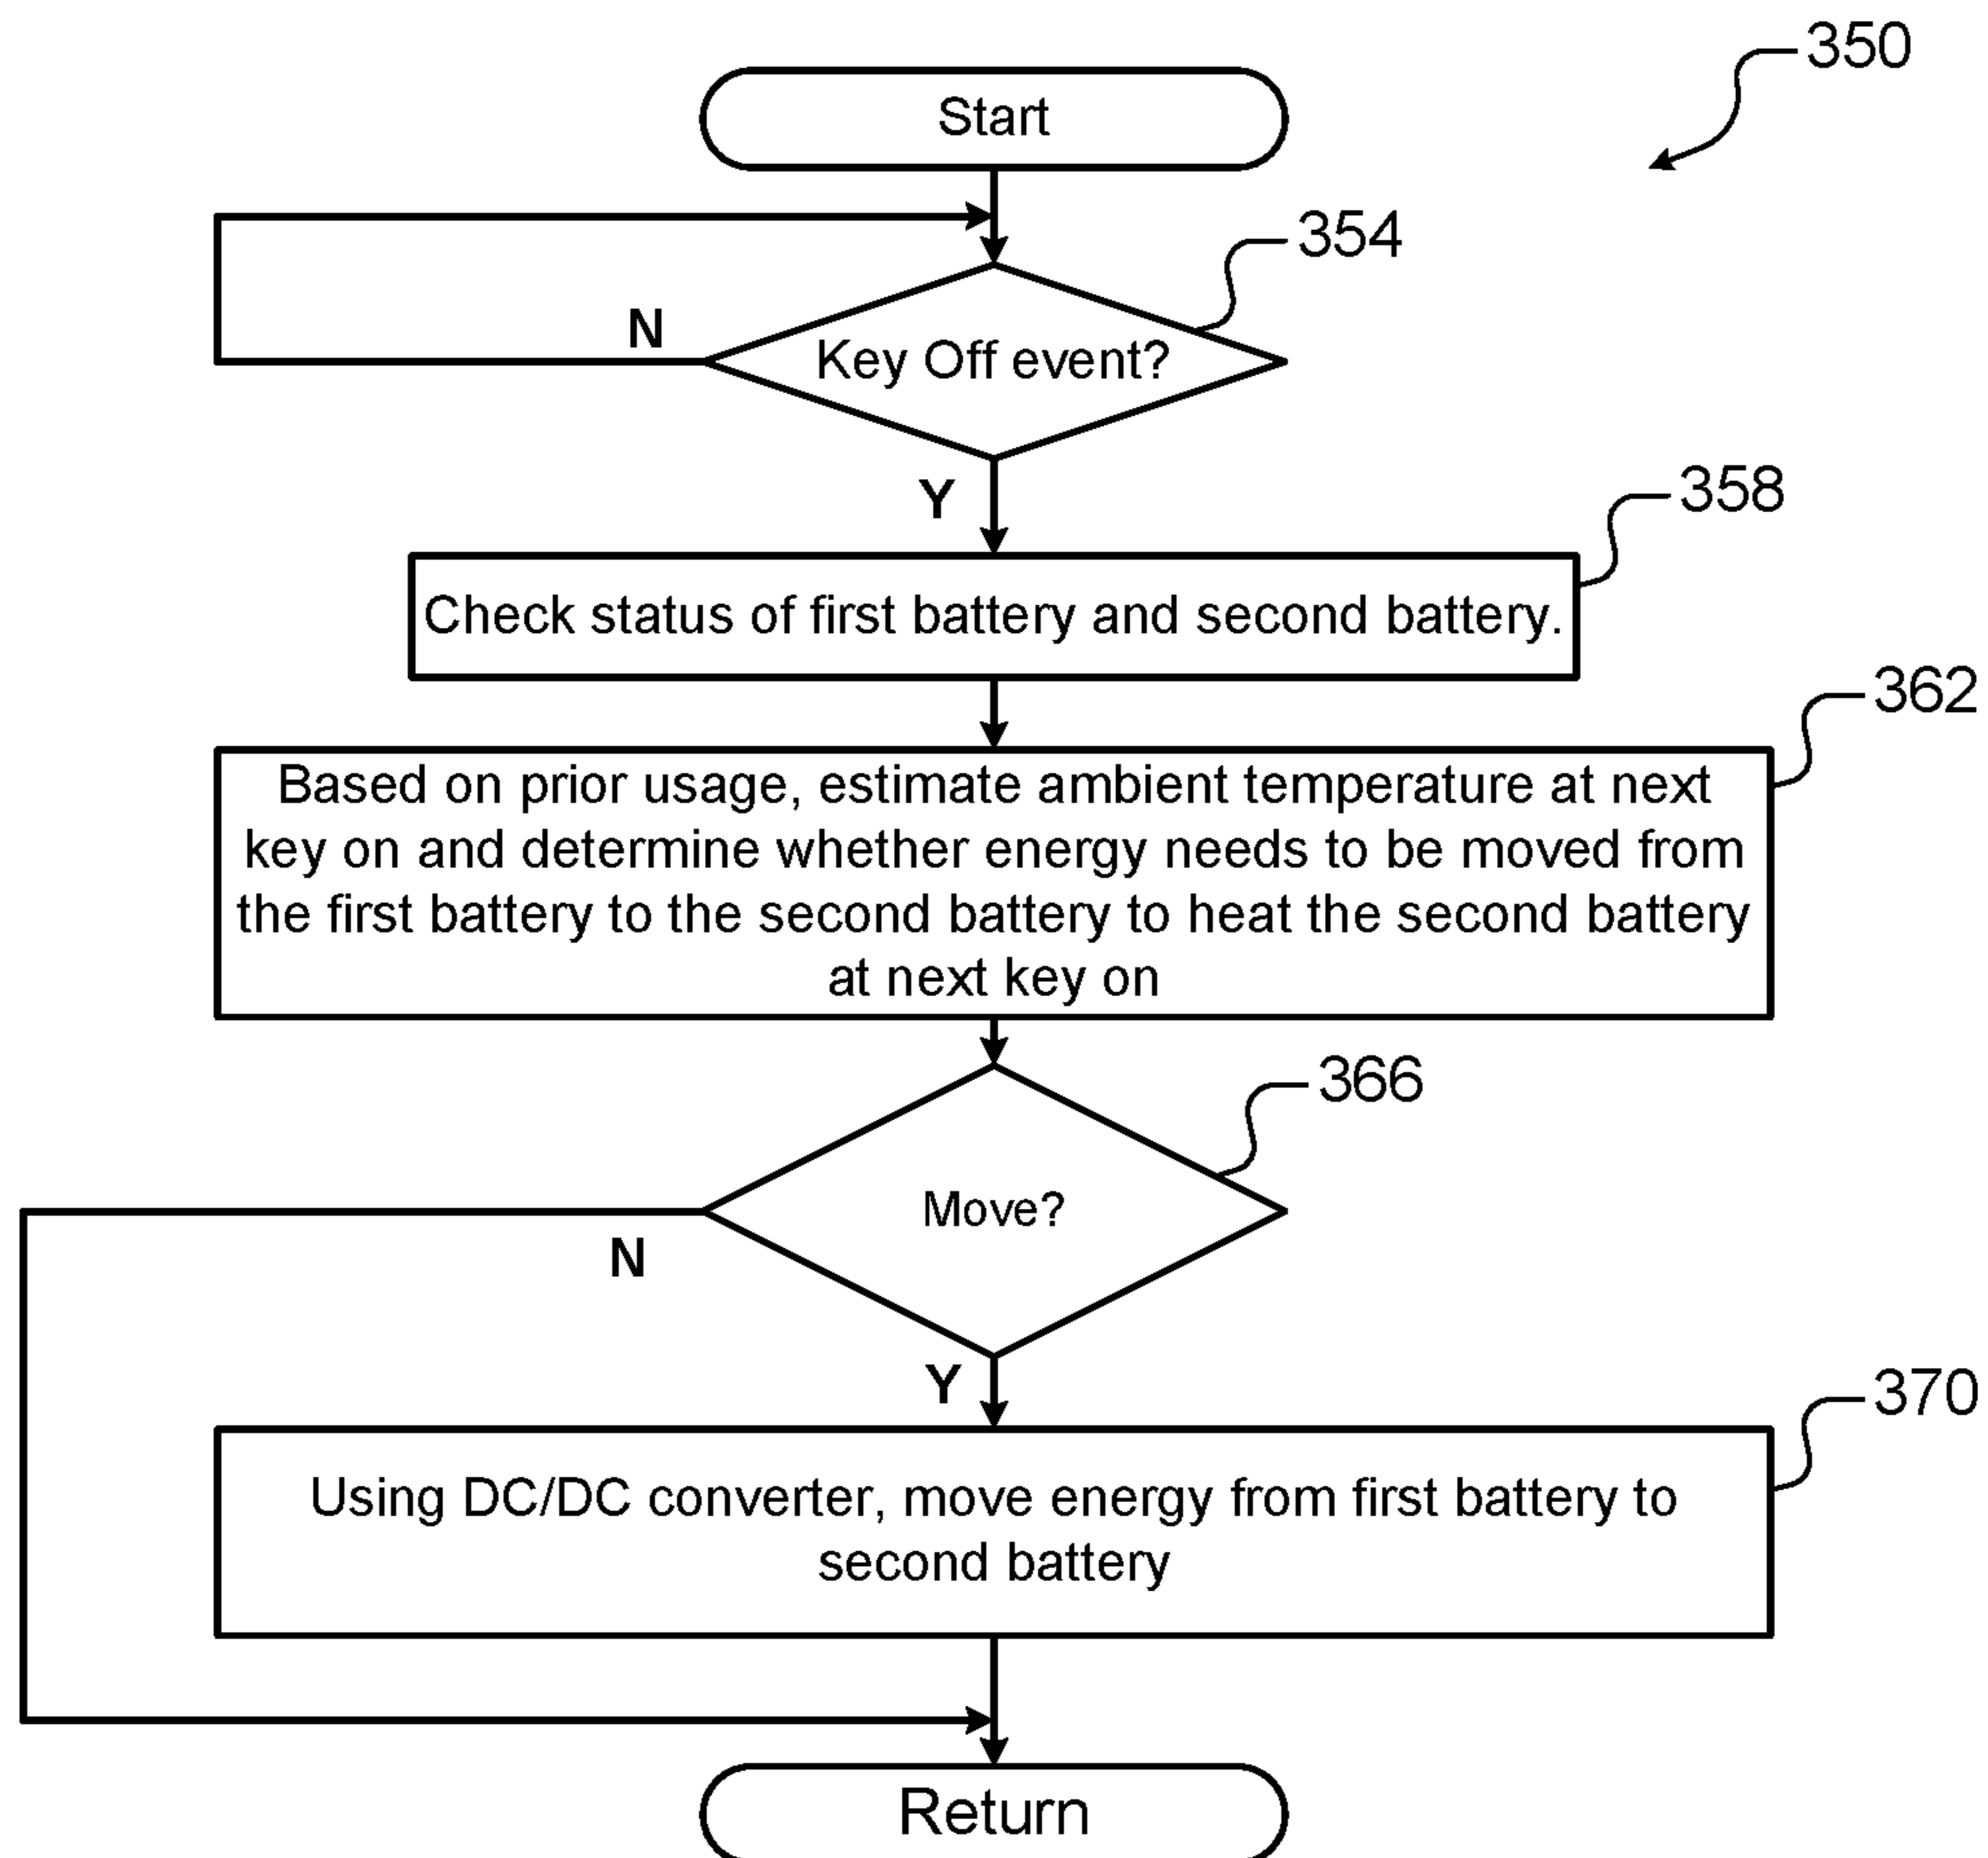 350
Start
354
N
Key Off event?
Y
358
Check status of first battery and second battery.
362
Based on prior usage, estimate ambient temperature at next
key on and determine whether energy needs to be moved from
the first battery to the second battery to heat the second battery
at next key on
366
Move?
N
Y
370
Using DC/DC converter, move energy from first battery to
second battery
Return